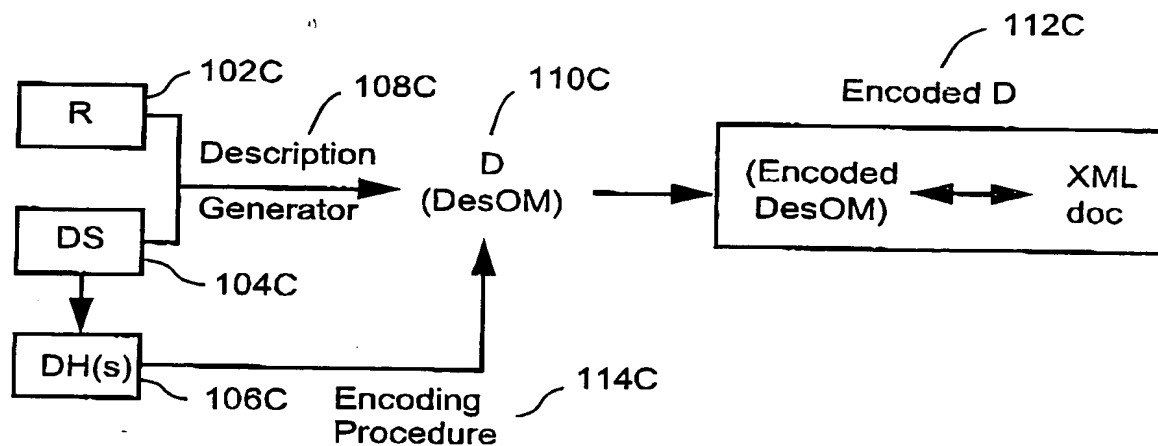 112C
102C
R
108C
110C
Encoded D
Description
Generator
D
(DesOM)
(Encoded
DesOM)
XML
doc
DS
104C
DH(s)
106C
Encoding
Procedure
114C